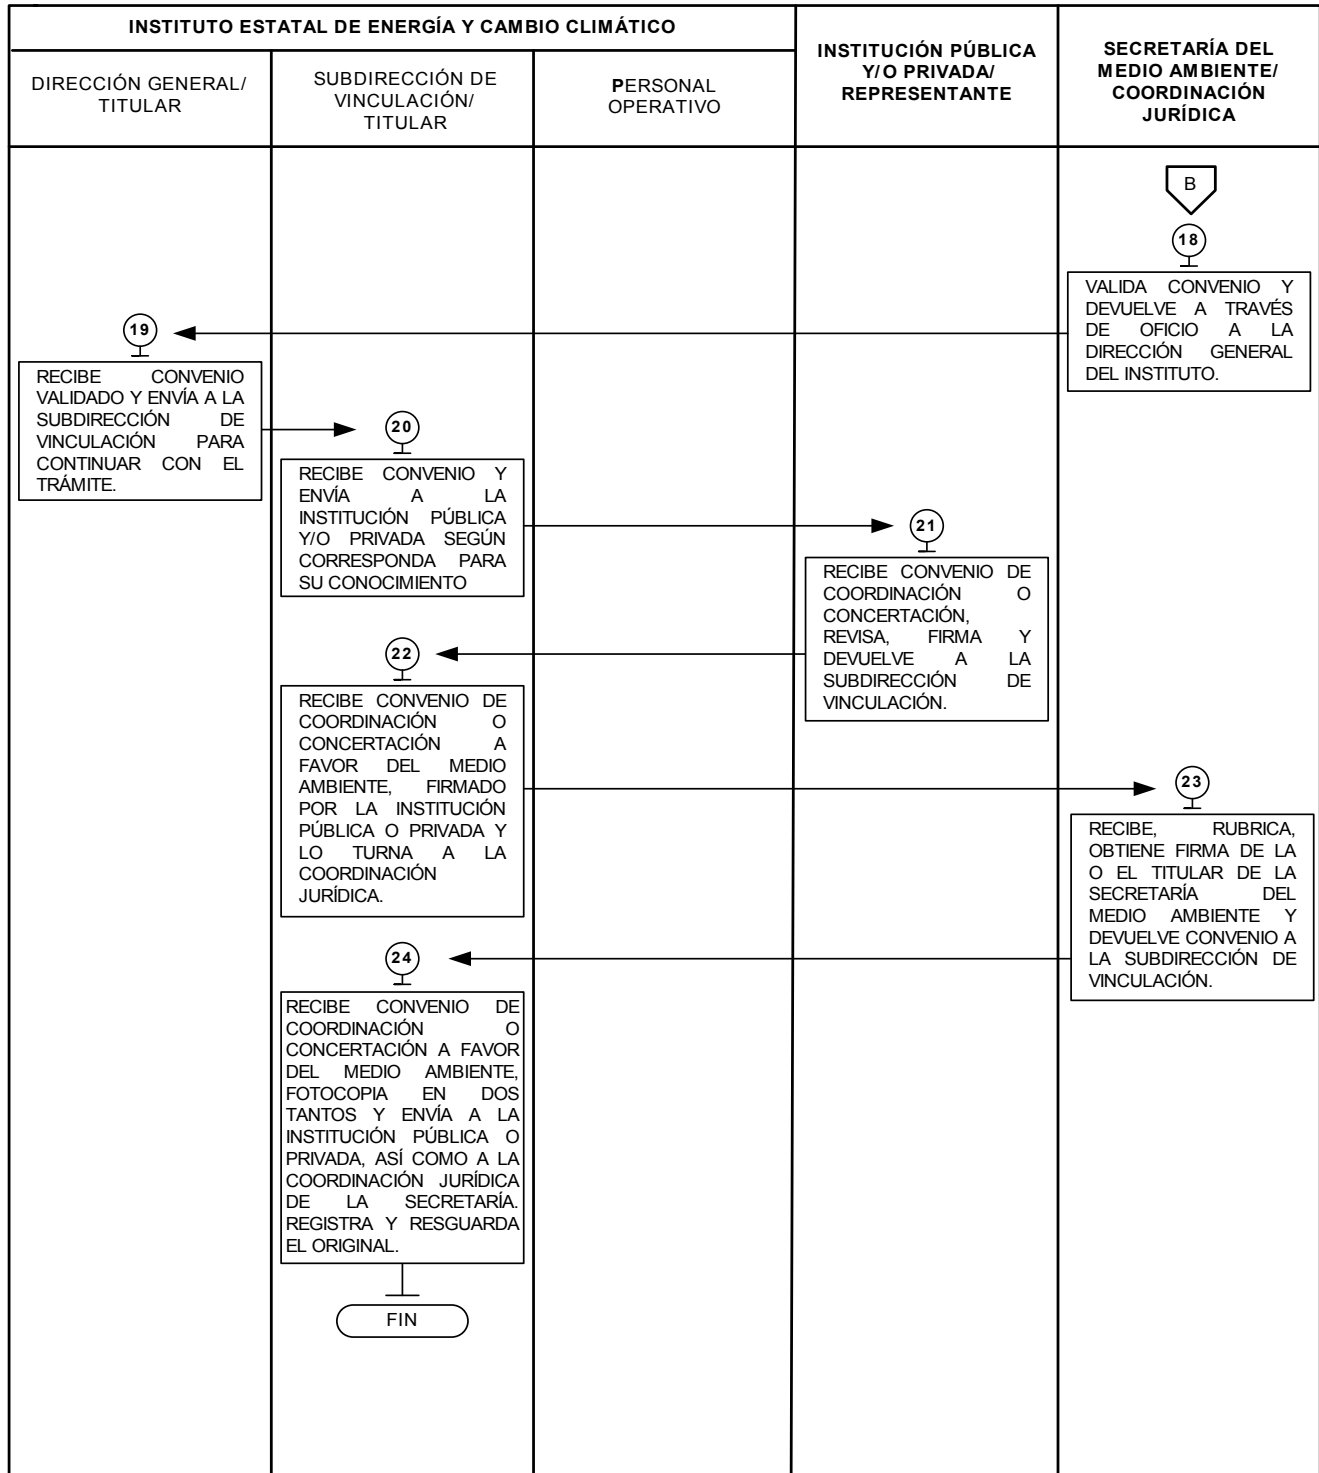 INSTITUTO ESTATAL DE ENERGÍA Y CAMBIO CLIMÁTICO
DIRECCIÓN GENERAL/
TITULAR
SUBDIRECCIÓN DE
VINCULACIÓN/
TITULAR
PERSONAL
OPERATIVO
INSTITUCIÓN PÚBLICA
Y/O PRIVADA/
REPRESENTANTE
SECRETARÍA DEL
MEDIO AMBIENTE/
COORDINACIÓN
JURÍDICA
B
18
VALIDA CONVENIO Y
DEVUELVE A TRAVÉS
DE OFICIO A LA
DIRECCIÓN GENERAL
DEL INSTITUTO.
19
RECIBE CONVENIO
VALIDADO Y ENVÍA A LA
SUBDIRECCIÓN DE
VINCULACIÓN PARA
CONTINUAR CON EL
TRÁMITE.
20
RECIBE CONVENIO Y
ENVÍA A LA
INSTITUCIÓN PÚBLICA
Y/O PRIVADA SEGÚN
CORRESPONDA PARA
SU CONOCIMIENTO
21
RECIBE CONVENIO DE
COORDINACIÓN O
CONCERTACIÓN,
REVISA, FIRMA Y
DEVUELVE A LA
SUBDIRECCIÓN DE
VINCULACIÓN.
22
RECIBE CONVENIO DE
COORDINACIÓN O
CONCERTACIÓN A
FAVOR DEL MEDIO
AMBIENTE, FIRMADO
POR LA INSTITUCIÓN
PÚBLICA O PRIVADA Y
LO TURNA A LA
COORDINACIÓN
JURÍDICA.
23
RECIBE, RUBRICA,
OBTIENE FIRMA DE LA
O EL TITULAR DE LA
SECRETARÍA DEL
MEDIO AMBIENTE Y
DEVUELVE CONVENIO A
LA SUBDIRECCIÓN DE
VINCULACIÓN.
24
RECIBE CONVENIO DE
COORDINACIÓN O
CONCERTACIÓN A FAVOR
DEL MEDIO AMBIENTE,
FOTOCOPIA EN DOS
TANTOS Y ENVÍA A LA
INSTITUCIÓN PÚBLICA O
PRIVADA, ASÍ COMO A LA
COORDINACIÓN JURÍDICA
DE LA SECRETARÍA.
REGISTRA Y RESGUARDA
EL ORIGINAL.
FIN